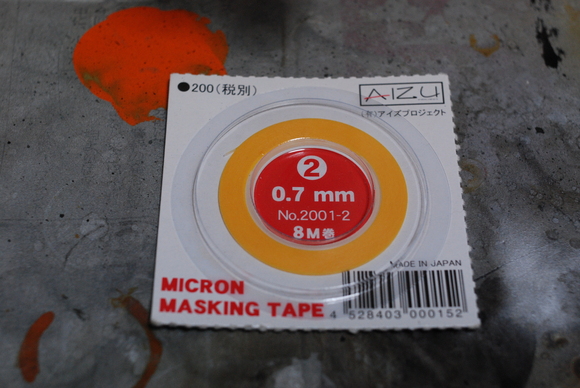 ●200(税別)
AIZU
(有)アイズプロジェクト
2
0.7 mm
No.2001-2
8M巻
MADE IN JAPAN
MICRON
MASKING TAPE
4 528403 000152